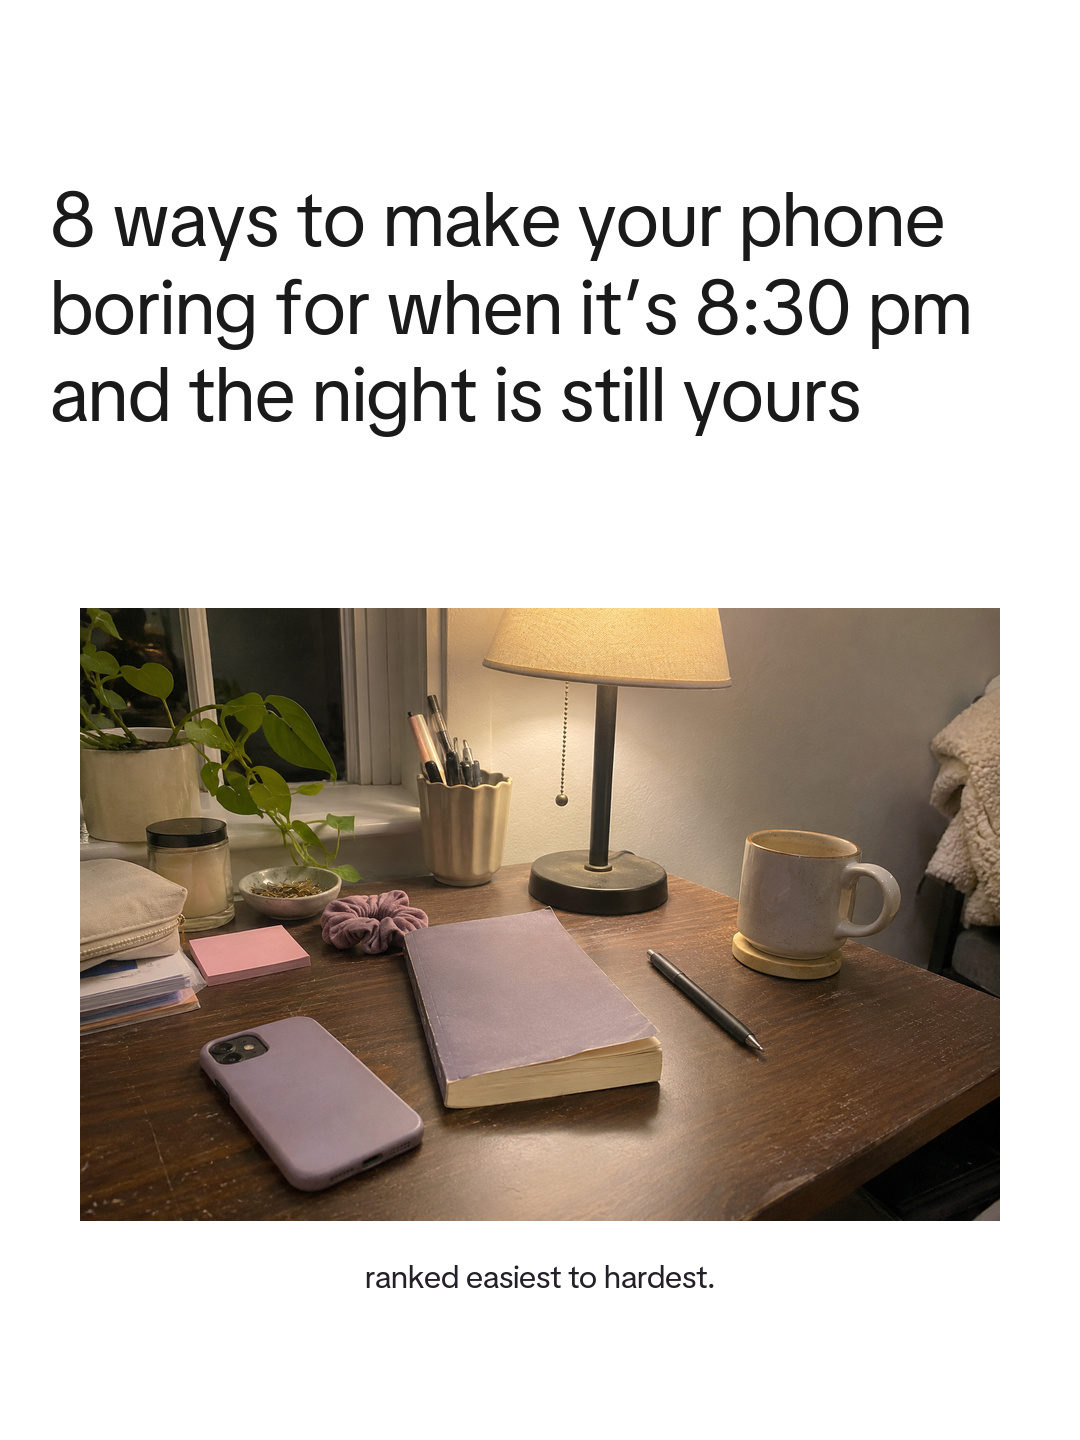 8 ways to make your phone
boring for when it’s 8:30 pm
and the night is still yours
ranked easiest to hardest.